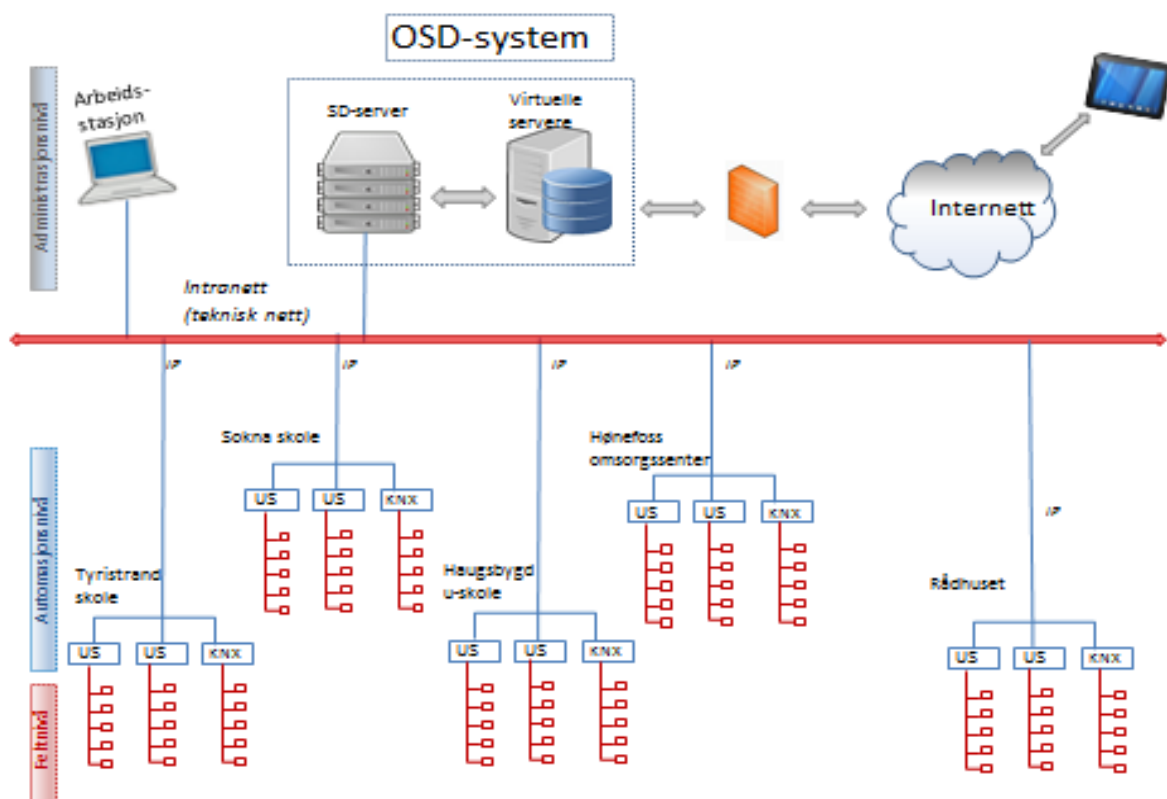 OSD-system
Administrasjonsnivå
Arbeids-
stasjon
SD-server
Virtuelle
servere
Internett
Intranett
(teknisk nett)
IP
IP
IP
IP
IP
Automasjonsnivå
Sokna skole
US
US
KNX
Hønefoss
omsorgssenter
US
US
KNX
Tyristrand
skole
US
US
KNX
Haugsbygd
u-skole
US
US
KNX
Rådhuset
US
US
KNX
Feltnivå